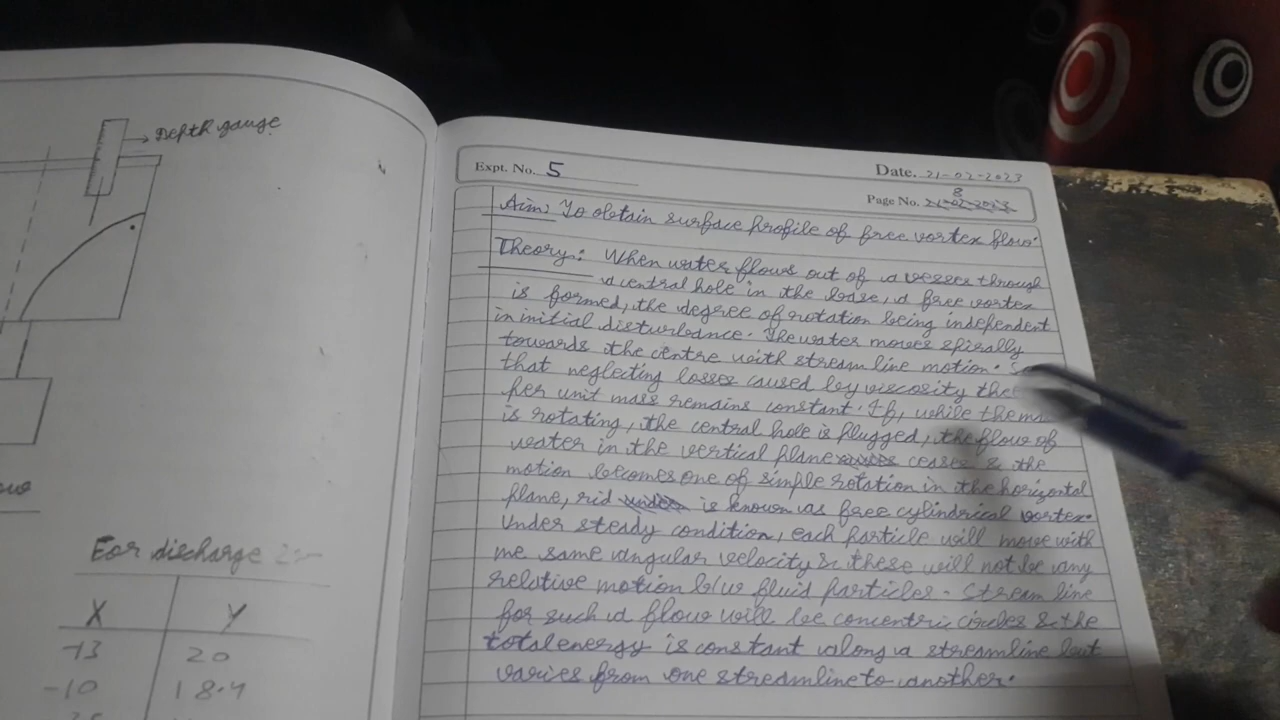 Depth gauge
For discharge 2:-
X Y
-13 20
-10 18.4
Expt. No. 5
Date. 21-02-2023
8
Page No.
Aim: To obtain surface profile of free vortex flow.
Theory: When water flows out of a vessel through
a central hole in the base, a free vortex
is formed, the degree of rotation being independent
in initial disturbance. The water moves spirally
towards the centre with stream line motion.
that neglecting losses caused by viscosity the
per unit mass remains constant. If, while the
is rotating, the central hole is plugged, the flow of
water in the vertical plane ceases & the
motion becomes one of simple rotation in the horizontal
plane, is known as free cylindrical vortex.
Under steady condition, each particle will move with
me same angular velocity & these will not be any
relative motion b/w fluid particles. Stream line
for such a flow will be concentric circles & the
total energy is constant along a streamline but
varies from one streamline to another.